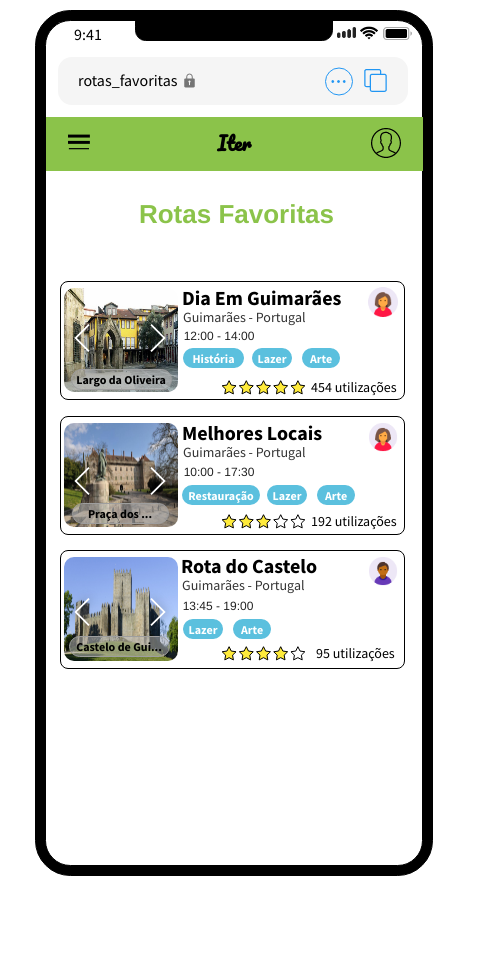 9:41
rotas_favoritas
Iter
Rotas Favoritas
Dia Em Guimarães
Guimarães - Portugal
12:00 - 14:00
História Lazer Arte
Largo da Oliveira
454 utilizações
Melhores Locais
Guimarães - Portugal
10:00 - 17:30
Restauração Lazer Arte
Praça dos ...
192 utilizações
Rota do Castelo
Guimarães - Portugal
13:45 - 19:00
Lazer Arte
Castelo de Gui...
95 utilizações